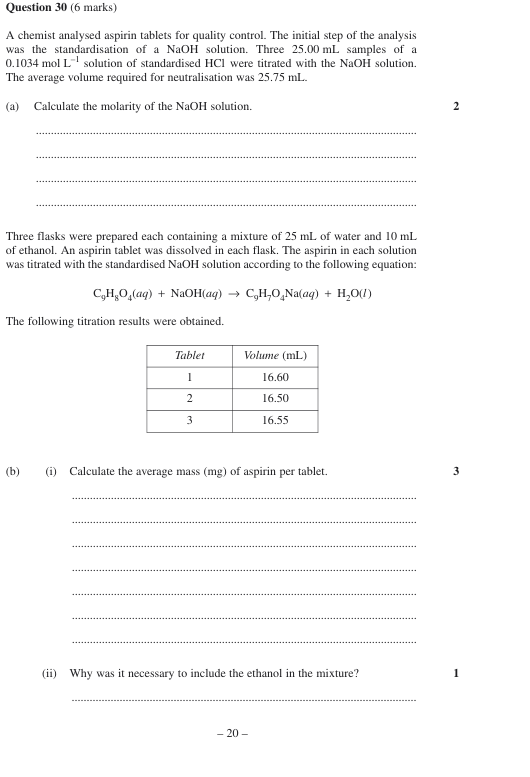 Question 30 (6 marks)
A chemist analysed aspirin tablets for quality control. The initial step of the analysis
was the standardisation of a NaOH solution. Three 25.00 mL samples of a
0.1034 mol L⁻¹ solution of standardised HCl were titrated with the NaOH solution.
The average volume required for neutralisation was 25.75 mL.
(a) Calculate the molarity of the NaOH solution. 2
Three flasks were prepared each containing a mixture of 25 mL of water and 10 mL
of ethanol. An aspirin tablet was dissolved in each flask. The aspirin in each solution
was titrated with the standardised NaOH solution according to the following equation:
C₉H₈O₄(aq) + NaOH(aq) → C₉H₇O₄Na(aq) + H₂O(l)
The following titration results were obtained.
Tablet Volume (mL)
1 16.60
2 16.50
3 16.55
(b) (i) Calculate the average mass (mg) of aspirin per tablet. 3
(ii) Why was it necessary to include the ethanol in the mixture? 1
– 20 –